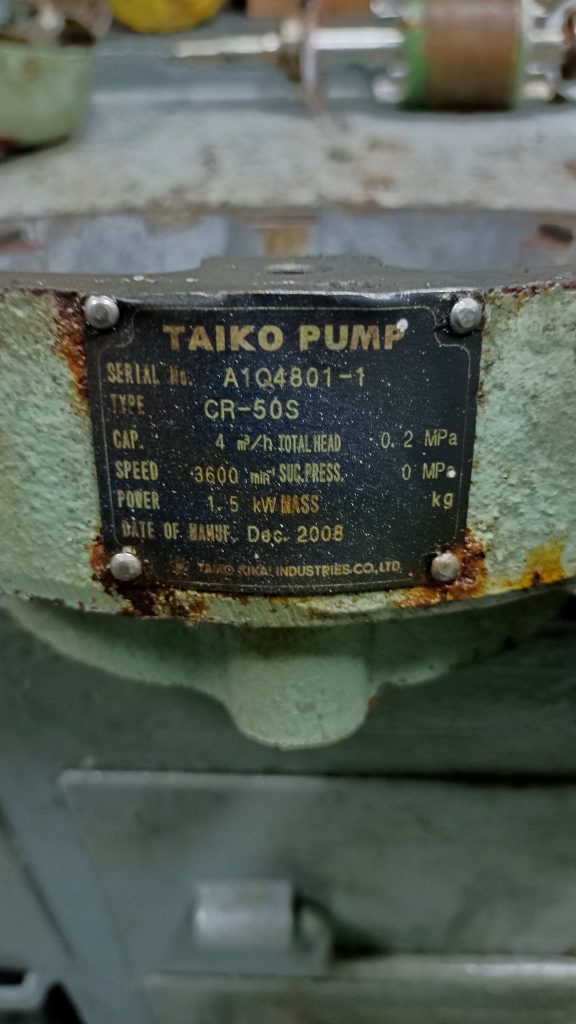 TAIKO PUMP
SERIAL No. A1Q4801-1
TYPE CR-50S
CAP. 4 m³/h TOTAL HEAD 0.2 MPa
SPEED 3600 min⁻¹ SUC.PRESS. 0 MPa
POWER 1.5 kW MASS kg
DATE OF MANUF. Dec. 2008
TAIKO KIKAI INDUSTRIES.CO.,LTD.